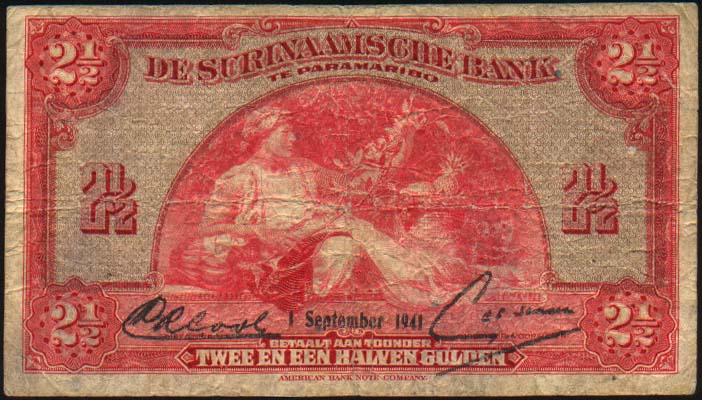 2½ 2½
DE SURINAAMSCHE BANK
TE PARAMARIBO
2½ 2½
1 September 1941
2½ 2½
BETAALT AAN TOONDER
TWEE EN EEN HALVEN GULDEN
AMERICAN BANK NOTE COMPANY.